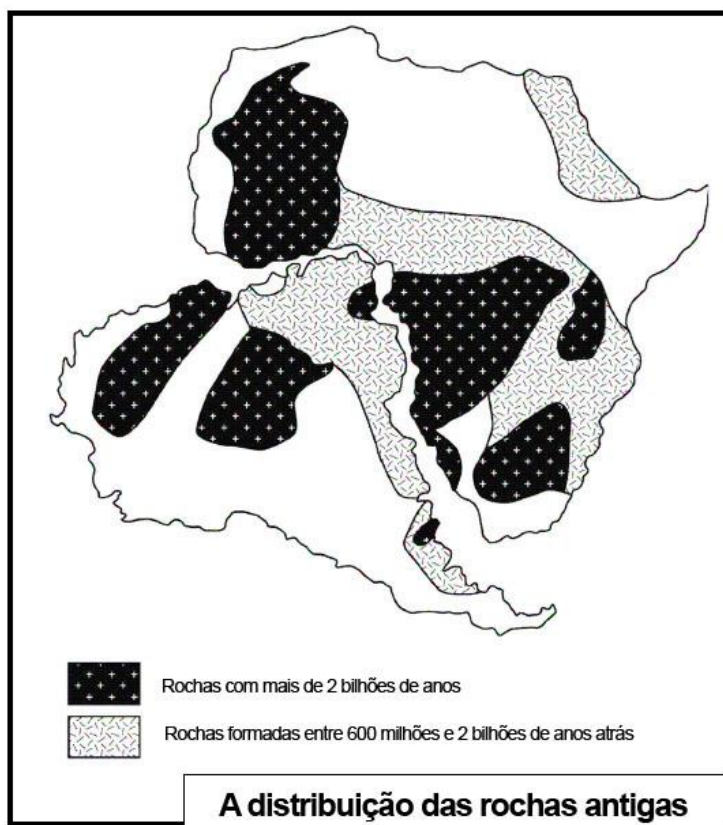 Rochas com mais de 2 bilhões de anos
Rochas formadas entre 600 milhões e 2 bilhões de anos atrás
A distribuição das rochas antigas